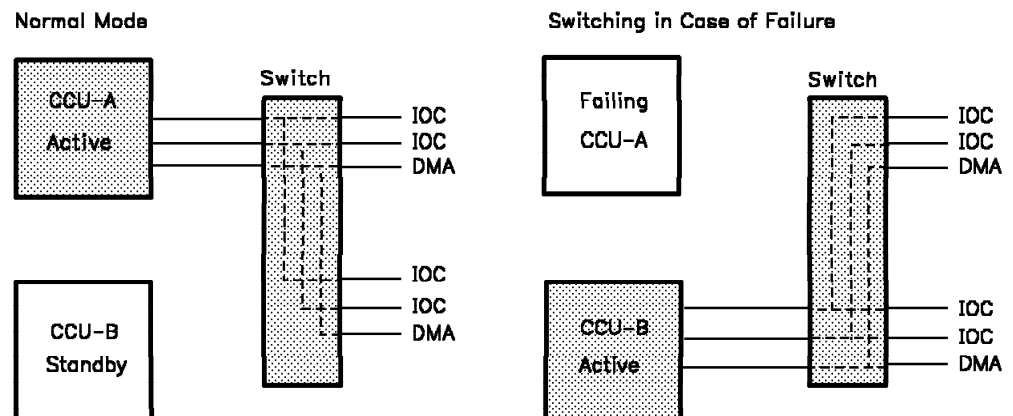 Normal Mode
CCU-A
Active
Switch
IOC
IOC
DMA
IOC
IOC
DMA
CCU-B
Standby
Switching in Case of Failure
Failing
CCU-A
Switch
IOC
IOC
DMA
CCU-B
Active
IOC
IOC
DMA